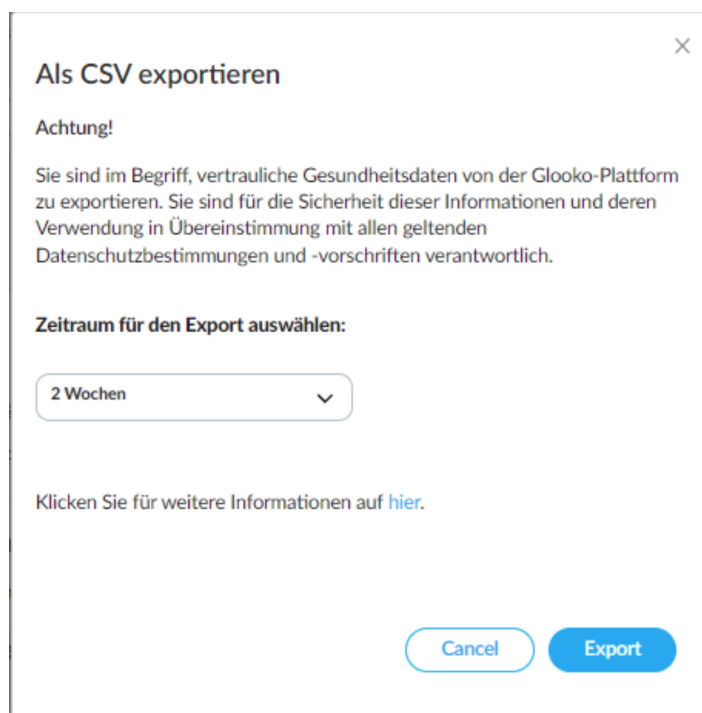 Als CSV exportieren
Achtung!
Sie sind im Begriff, vertrauliche Gesundheitsdaten von der Glooko-Plattform
zu exportieren. Sie sind für die Sicherheit dieser Informationen und deren
Verwendung in Übereinstimmung mit allen geltenden
Datenschutzbestimmungen und -vorschriften verantwortlich.
Zeitraum für den Export auswählen:
2 Wochen
Klicken Sie für weitere Informationen auf hier.
Cancel Export